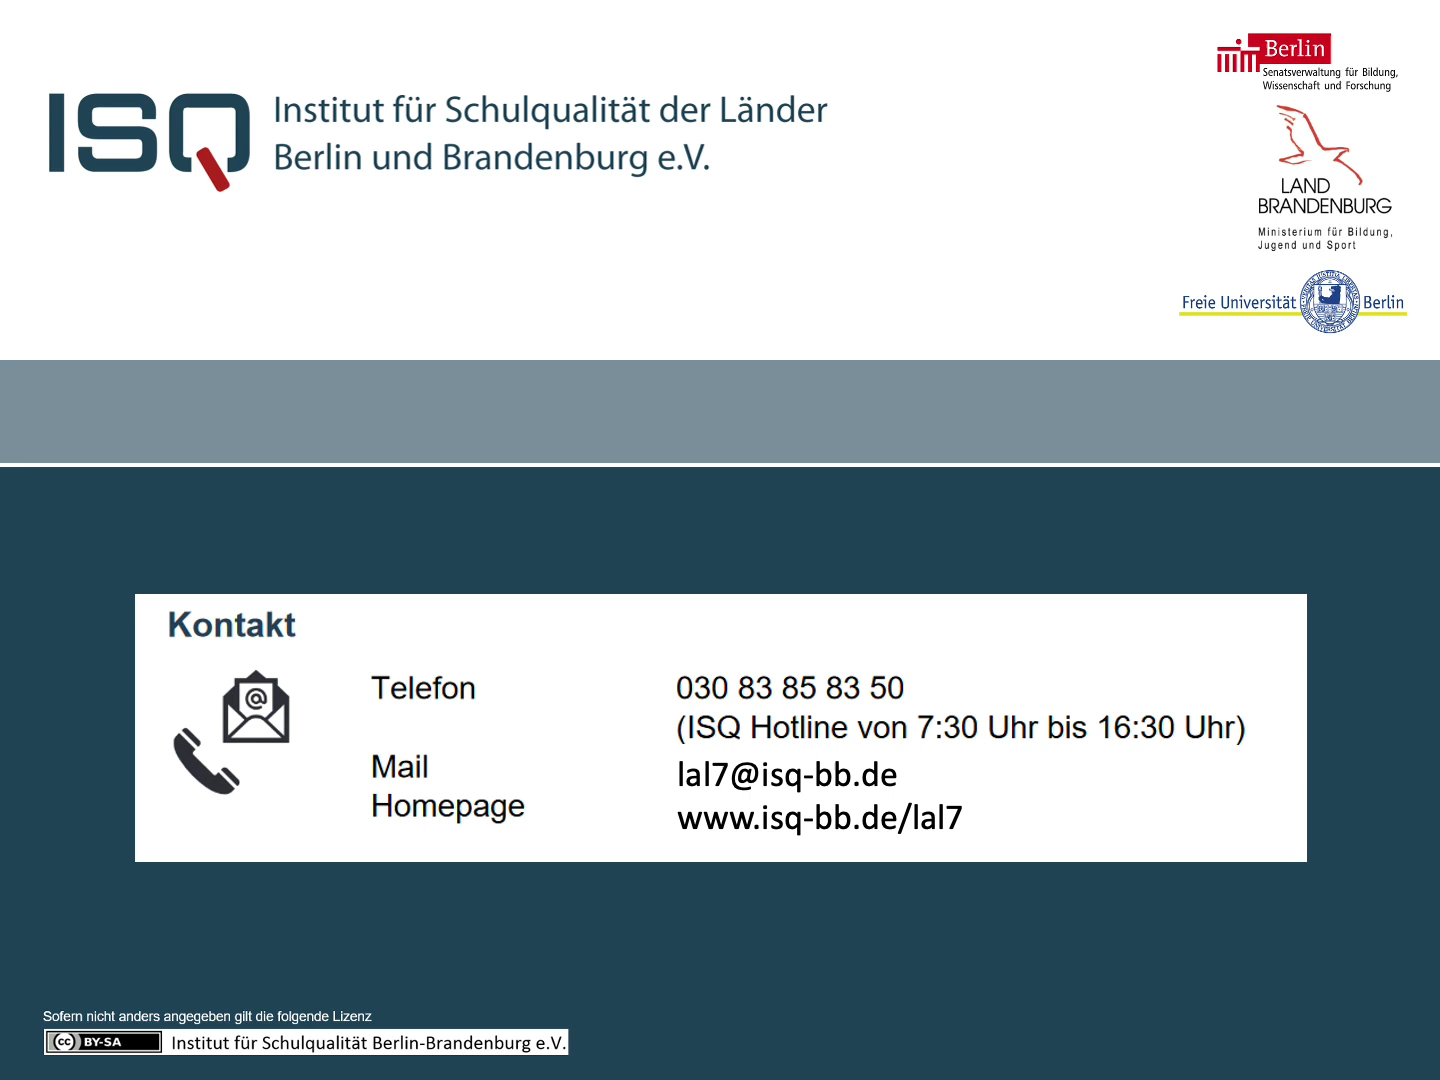 ISQ
Institut für Schulqualität der Länder
Berlin und Brandenburg e.V.
Berlin
Senatsverwaltung für Bildung,
Wissenschaft und Forschung
LAND
BRANDENBURG
Ministerium für Bildung,
Jugend und Sport
Freie Universität Berlin
Kontakt
Telefon 030 83 85 83 50
(ISQ Hotline von 7:30 Uhr bis 16:30 Uhr)
Mail lal7@isq-bb.de
Homepage www.isq-bb.de/lal7
Sofern nicht anders angegeben gilt die folgende Lizenz
cc BY-SA Institut für Schulqualität Berlin-Brandenburg e.V.